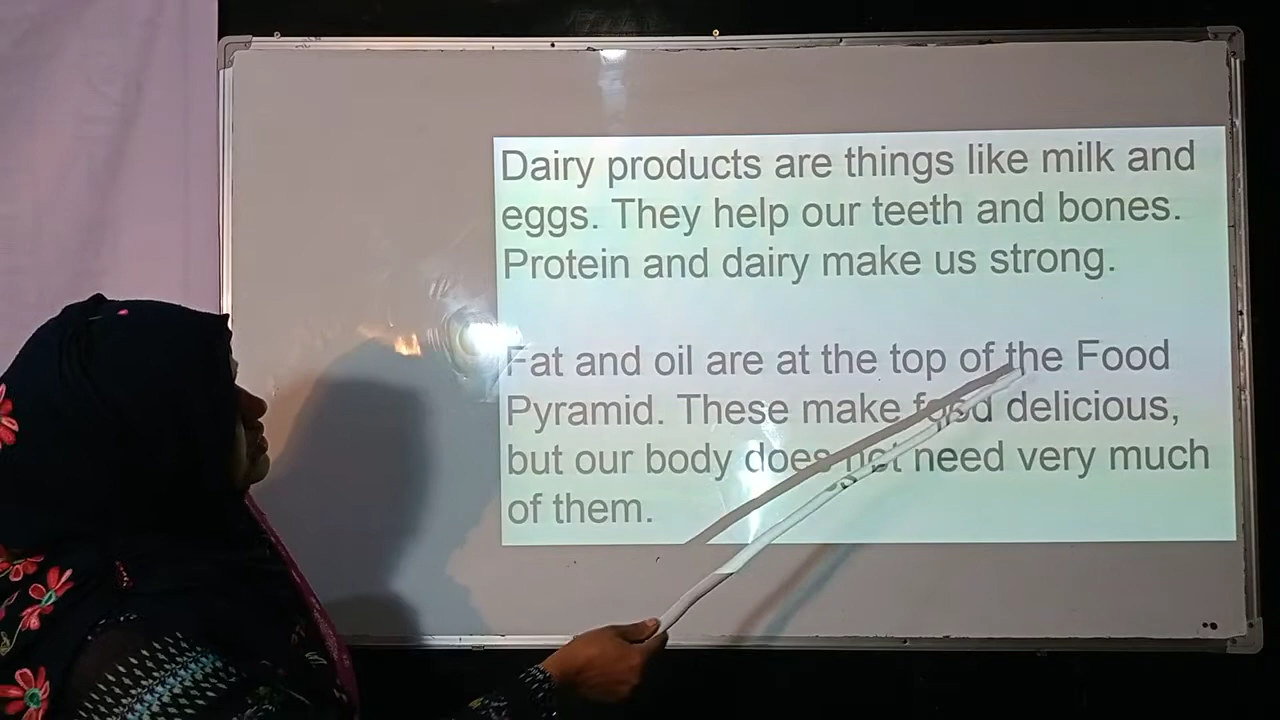 Dairy products are things like milk and
eggs. They help our teeth and bones.
Protein and dairy make us strong.
Fat and oil are at the top of the Food
Pyramid. These make food delicious,
but our body does not need very much
of them.